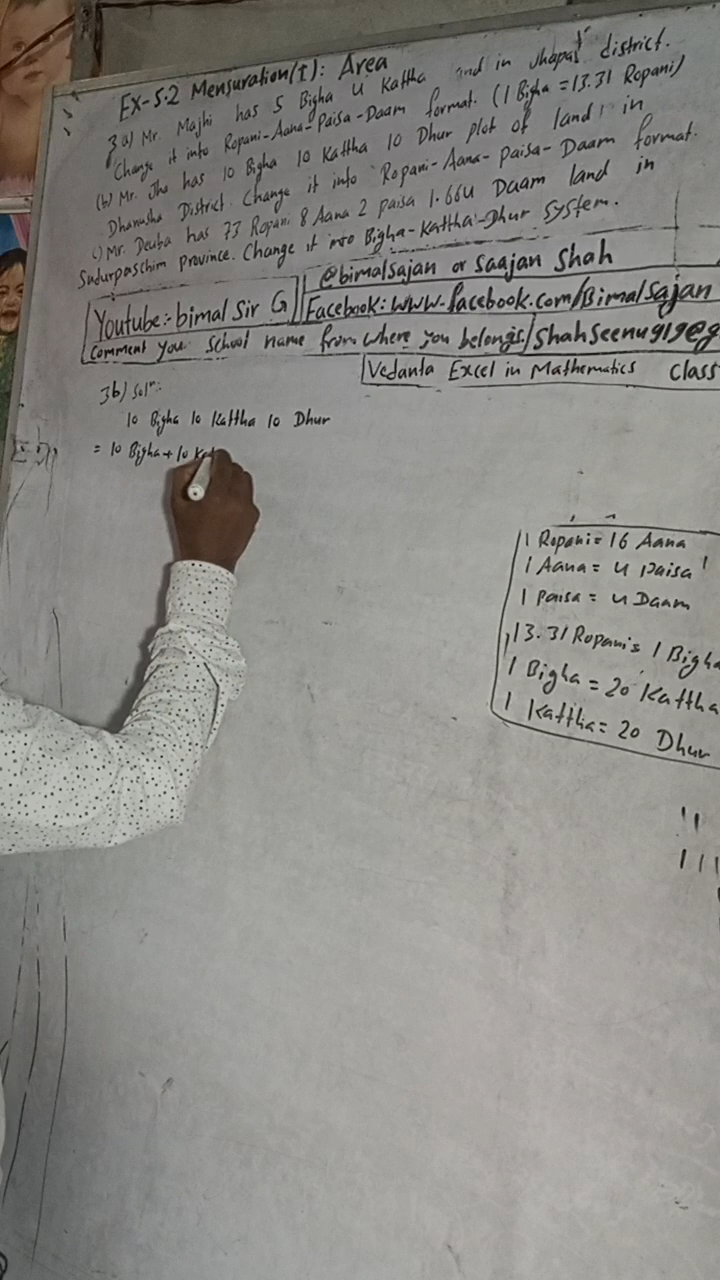 Ex-5.2 Mensuration(I): Area
3 a) Mr. Majhi has 5 Bigha 4 Kattha and in Jhapa district.
Change it into Ropani-Aana-Paisa-Daam format. (1 Bigha = 13.31 Ropani)
(b) Mr. Jha has 10 Bigha 10 Kattha 10 Dhur plot of land in
Dhanusha District. Change it into Ropani-Aana-Paisa-Daam format.
c) Mr. Deuba has 73 Ropani 8 Aana 2 paisa 1.664 Daam land in
Sudurpaschim province. Change it into Bigha-Kattha-Dhur system.
@bimalsajan or Saajan Shah
Youtube:- bimal Sir G
Facebook: www.facebook.com/Bimalsajan
Comment you school name from where you belongs/
Shahseenu919@g
Vedanta Excel in Mathematics Class
3b) Solⁿ:
10 Bigha 10 Kattha 10 Dhur
= 10 Bigha + 10
1 Ropani = 16 Aana
1 Aana = 4 Paisa
1 paisa = 4 Daam
13.31 Ropani = 1 Bigha
1 Bigha = 20 Kattha
1 Kattha = 20 Dhur